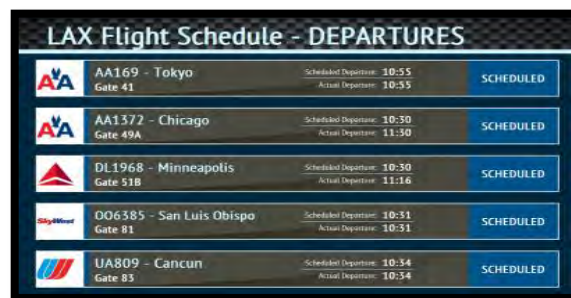 LAX Flight Schedule - DEPARTURES
AA
AA169 - Tokyo
Gate 41
Scheduled Departure: 10:55
Actual Departure: 10:55
SCHEDULED
AA
AA1372 - Chicago
Gate 49A
Scheduled Departure: 10:30
Actual Departure: 11:30
SCHEDULED
DL1968 - Minneapolis
Gate 51B
Scheduled Departure: 10:30
Actual Departure: 11:16
SCHEDULED
SkyWest
OO6385 - San Luis Obispo
Gate 81
Scheduled Departure: 10:31
Actual Departure: 10:31
SCHEDULED
UA809 - Cancun
Gate 83
Scheduled Departure: 10:34
Actual Departure: 10:34
SCHEDULED